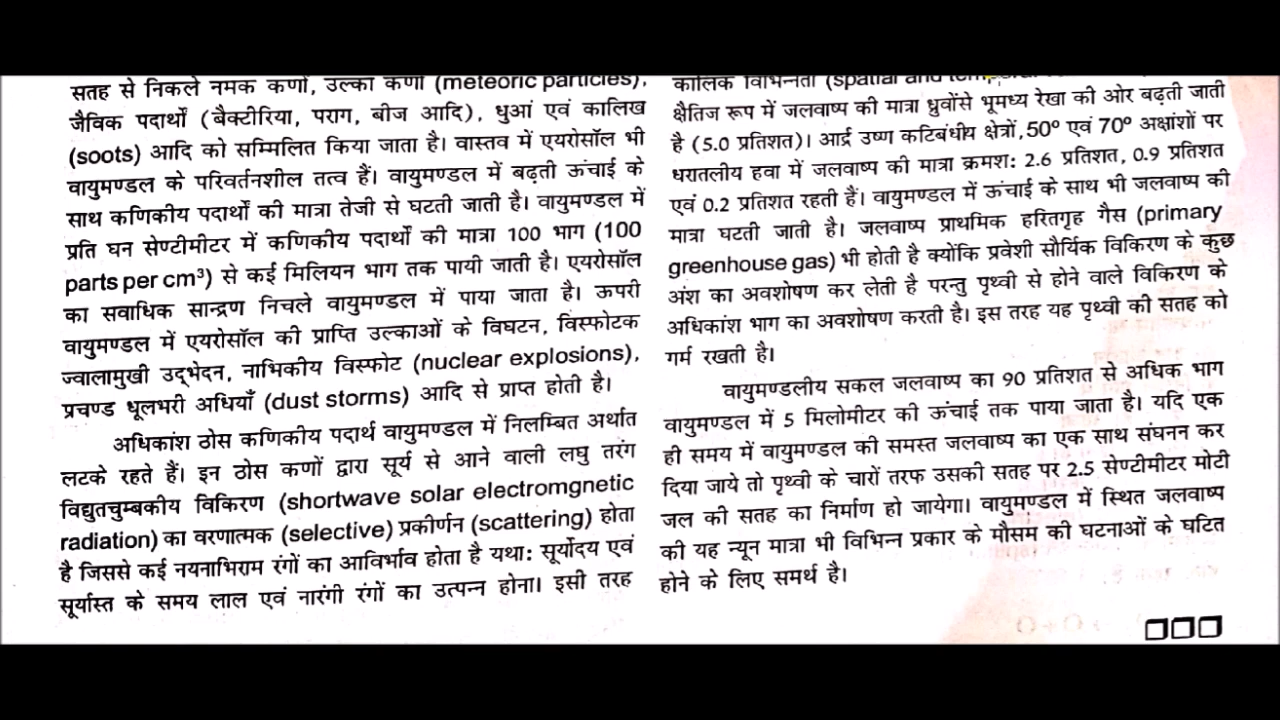 सतह से निकले नमक कणों, उल्का कणों (meteoric particles),
जैविक पदार्थों (बैक्टीरिया, पराग, बीज आदि), धुआं एवं कालिख
(soots) आदि को सम्मिलित किया जाता है। वास्तव में एयरोसॉल भी
वायुमण्डल के परिवर्तनशील तत्व हैं। वायुमण्डल में बढ़ती ऊंचाई के
साथ कणिकीय पदार्थों की मात्रा तेजी से घटती जाती है। वायुमण्डल में
प्रति घन सेण्टीमीटर में कणिकीय पदार्थों की मात्रा 100 भाग (100
parts per cm³) से कई मिलियन भाग तक पायी जाती है। एयरोसॉल
का सवाधिक सान्द्रण निचले वायुमण्डल में पाया जाता है। ऊपरी
वायुमण्डल में एयरोसॉल की प्राप्ति उल्काओं के विघटन, विस्फोटक
ज्वालामुखी उद्भेदन, नाभिकीय विस्फोट (nuclear explosions),
प्रचण्ड धूलभरी अधियाँ (dust storms) आदि से प्राप्त होती है।
अधिकांश ठोस कणिकीय पदार्थ वायुमण्डल में निलम्बित अर्थात
लटके रहते हैं। इन ठोस कणों द्वारा सूर्य से आने वाली लघु तरंग
विद्युतचुम्बकीय विकिरण (shortwave solar electromgnetic
radiation) का वरणात्मक (selective) प्रकीर्णन (scattering) होता
है जिससे कई नयनाभिराम रंगों का आविर्भाव होता है यथा: सूर्योदय एवं
सूर्यास्त के समय लाल एवं नारंगी रंगों का उत्पन्न होना। इसी तरह
कालिक विभिन्नता (spatial and
क्षैतिज रूप में जलवाष्प की मात्रा ध्रुवोंसे भूमध्य रेखा की ओर बढ़ती जाती
है (5.0 प्रतिशत)। आर्द्र उष्ण कटिबंधीय क्षेत्रों, 50° एवं 70° अक्षांशों पर
धरातलीय हवा में जलवाष्प की मात्रा क्रमश: 2.6 प्रतिशत, 0.9 प्रतिशत
एवं 0.2 प्रतिशत रहती हैं। वायुमण्डल में ऊंचाई के साथ भी जलवाष्प की
मात्रा घटती जाती है। जलवाष्प प्राथमिक हरितगृह गैस (primary
greenhouse gas) भी होती है क्योंकि प्रवेशी सौर्यिक विकिरण के कुछ
अंश का अवशोषण कर लेती है परन्तु पृथ्वी से होने वाले विकिरण के
अधिकांश भाग का अवशोषण करती है। इस तरह यह पृथ्वी की सतह को
गर्म रखती है।
वायुमण्डलीय सकल जलवाष्प का 90 प्रतिशत से अधिक भाग
वायुमण्डल में 5 मिलोमीटर की ऊंचाई तक पाया जाता है। यदि एक
ही समय में वायुमण्डल की समस्त जलवाष्प का एक साथ संघनन कर
दिया जाये तो पृथ्वी के चारों तरफ उसकी सतह पर 2.5 सेण्टीमीटर मोटी
जल की सतह का निर्माण हो जायेगा। वायुमण्डल में स्थित जलवाष्प
की यह न्यून मात्रा भी विभिन्न प्रकार के मौसम की घटनाओं के घटित
होने के लिए समर्थ है।